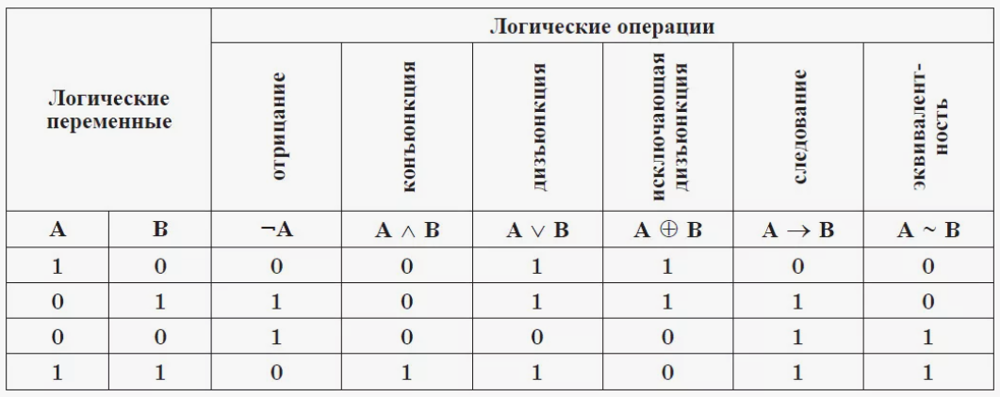 Логические операции
Логические
переменные
отрицание
конъюнкция
дизъюнкция
исключающая
дизъюнкция
следование
эквивалент-
ность
A B ¬A A ∧ B A ∨ B A ⊕ B A → B A ~ B
1 0 0 0 1 1 0 0
0 1 1 0 1 1 1 0
0 0 1 0 0 0 1 1
1 1 0 1 1 0 1 1